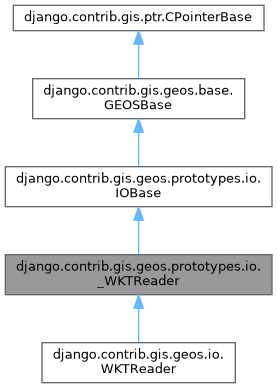 django.contrib.gis.ptr.CPointerBase
django.contrib.gis.geos.base.
GEOSBase
django.contrib.gis.geos.prototypes.io.
IOBase
django.contrib.gis.geos.prototypes.io.
_WKTReader
django.contrib.gis.geos.io.
WKTReader